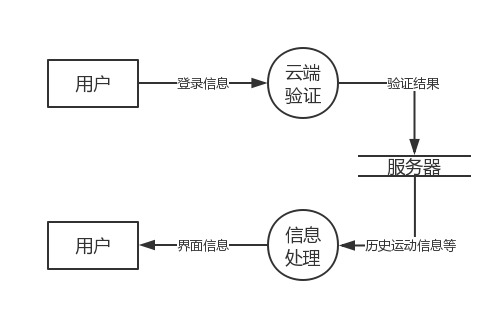 用户
登录信息
云端
验证
验证结果
服务器
用户
界面信息
信息
处理
历史运动信息等